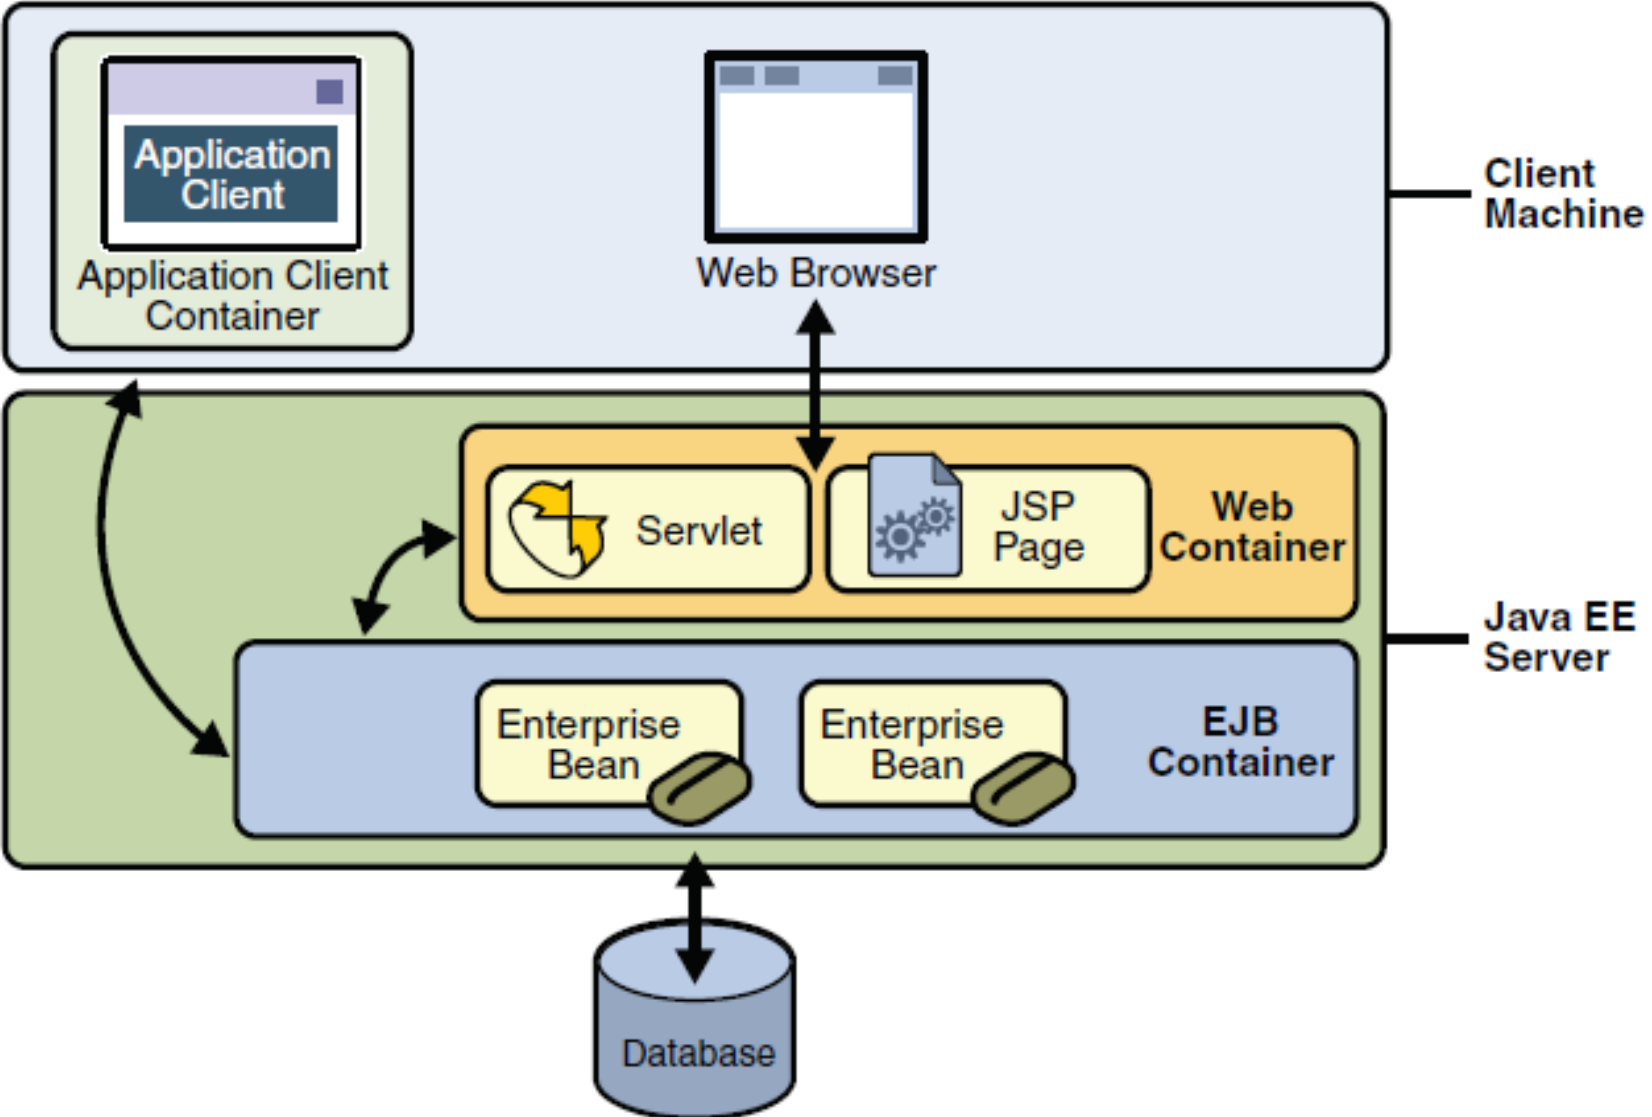 Application
Client
Application Client
Container
Web Browser
Client
Machine
Servlet
JSP
Page
Web
Container
Java EE
Server
Enterprise
Bean
Enterprise
Bean
EJB
Container
Database